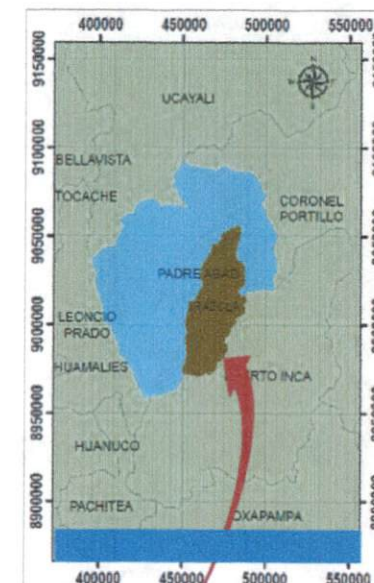 400000 450000 500000 550000
9150000
UCAYALI
9100000
BELLAVISTA
TOCACHE
CORONEL
PORTILLO
9050000
PADRE ABAD
IRAZOLA
9000000
LEONCIO
PRADO
HUAMALIES
RTO INCA
8950000
HUANUCO
PACHITEA
OXAPAMPA
8900000
400000 450000 500000 550000